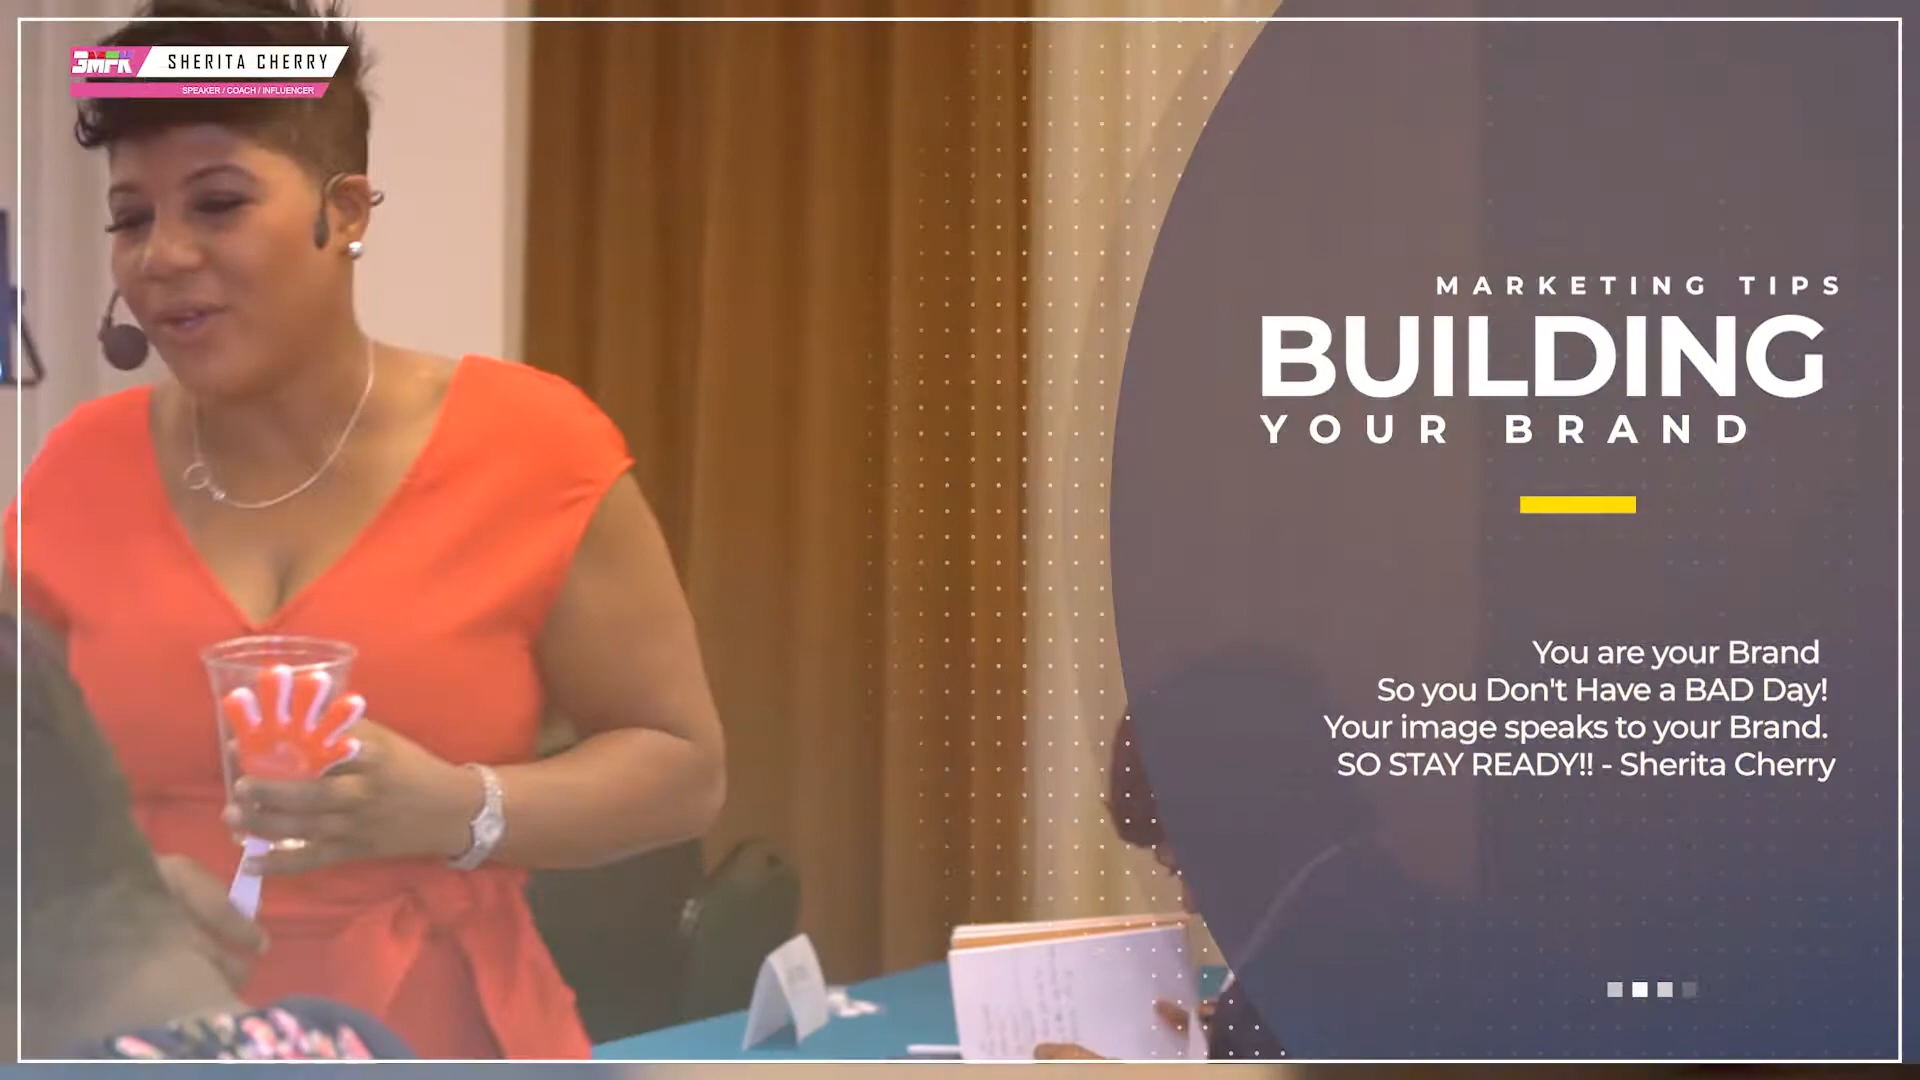 3MFK
SHERITA CHERRY
SPEAKER / COACH / INFLUENCER
MARKETING TIPS
BUILDING
YOUR BRAND
You are your Brand
So you Don't Have a BAD Day!
Your image speaks to your Brand.
SO STAY READY!! - Sherita Cherry